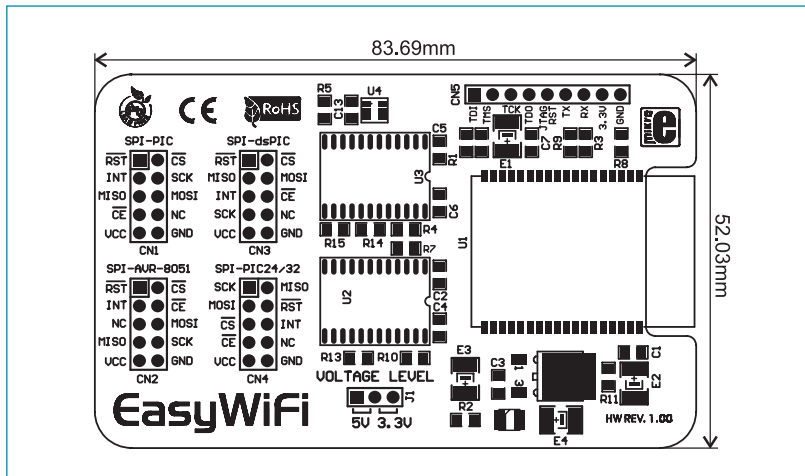 83.69mm
52.03mm
CE
RoHS
R5
C13
U4
CN5
TDI
TMS
TCK
TDO
JTAG
RST
TX
RX
3.3V
GND
mikro
e
SPI-PIC
RST CS
INT SCK
MISO MOSI
CE NC
VCC GND
CN1
SPI-dsPIC
RST CS
MISO MOSI
INT CE
SCK NC
VCC GND
CN3
C5
R1
U3
C6
E1
C7
R9
R3
R8
R15 R14 R4
R7
U1
SPI-AVR-8051
RST CS
INT CE
NC MOSI
MISO SCK
VCC GND
CN2
SPI-PIC24/32
SCK MISO
MOSI RST
CS INT
CE NC
VCC GND
CN4
U2
C2
C4
R13 R10
VOLTAGE LEVEL
J1
5V 3.3V
E3
C3
1
3
R2
E4
C1
E2
R11
EasyWiFi
HW REV. 1.00